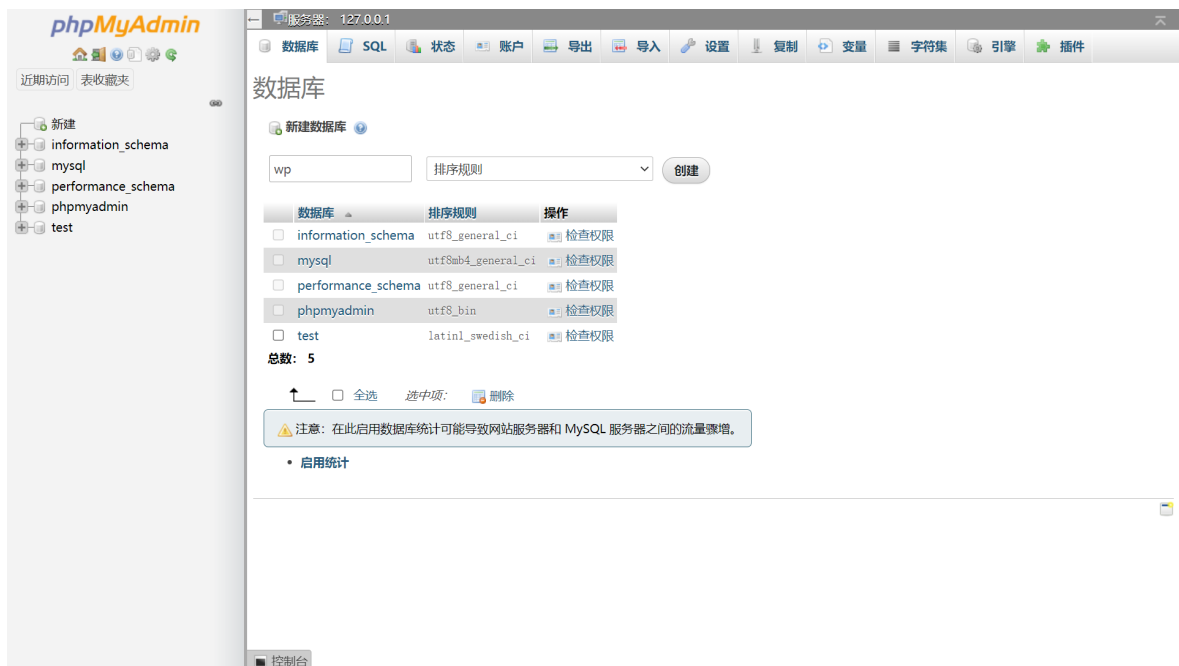 phpMyAdmin
近期访问 表收藏夹
新建
information_schema
mysql
performance_schema
phpmyadmin
test
服务器: 127.0.0.1
数据库 SQL 状态 账户 导出 导入 设置 复制 变量 字符集 引擎 插件
数据库
新建数据库
wp 排序规则 创建
数据库 排序规则 操作
information_schema utf8_general_ci 检查权限
mysql utf8mb4_general_ci 检查权限
performance_schema utf8_general_ci 检查权限
phpmyadmin utf8_bin 检查权限
test latin1_swedish_ci 检查权限
总数: 5
全选 选中项: 删除
注意: 在此启用数据库统计可能导致网站服务器和 MySQL 服务器之间的流量骤增。
• 启用统计
控制台